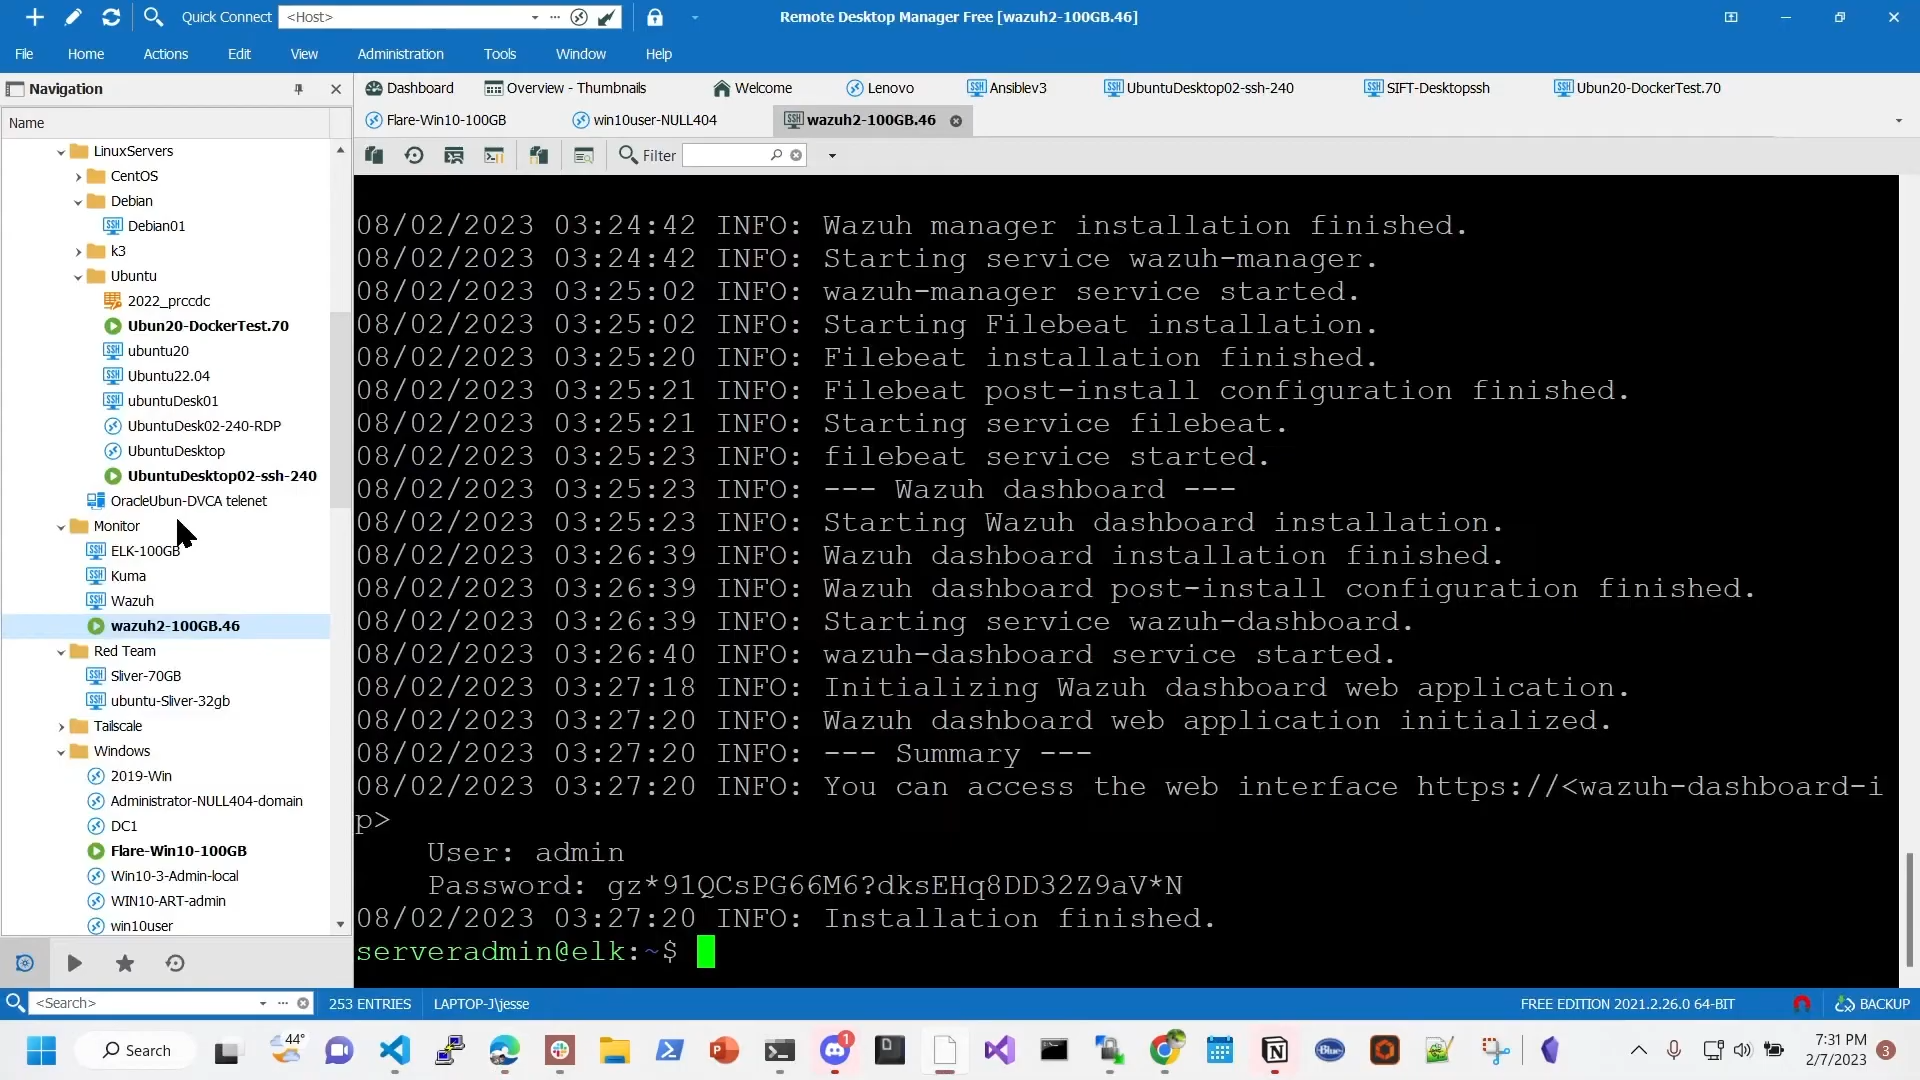 Quick Connect
<Host>
Remote Desktop Manager Free [wazuh2-100GB.46]
File Home Actions Edit View Administration Tools Window Help
Navigation
Dashboard Overview - Thumbnails Welcome Lenovo Ansiblev3 UbuntuDesktop02-ssh-240 SIFT-Desktopssh Ubun20-DockerTest.70
Flare-Win10-100GB win10user-NULL404 wazuh2-100GB.46
Name
Filter
LinuxServers
CentOS
Debian
Debian01
k3
Ubuntu
2022_prccdc
Ubun20-DockerTest.70
ubuntu20
Ubuntu22.04
ubuntuDesk01
UbuntuDesk02-240-RDP
UbuntuDesktop
UbuntuDesktop02-ssh-240
OracleUbun-DVCA telenet
Monitor
ELK-100GB
Kuma
Wazuh
wazuh2-100GB.46
Red Team
Sliver-70GB
ubuntu-Sliver-32gb
Tailscale
Windows
2019-Win
Administrator-NULL404-domain
DC1
Flare-Win10-100GB
Win10-3-Admin-local
WIN10-ART-admin
win10user
08/02/2023 03:24:42 INFO: Wazuh manager installation finished.
08/02/2023 03:24:42 INFO: Starting service wazuh-manager.
08/02/2023 03:25:02 INFO: wazuh-manager service started.
08/02/2023 03:25:02 INFO: Starting Filebeat installation.
08/02/2023 03:25:20 INFO: Filebeat installation finished.
08/02/2023 03:25:21 INFO: Filebeat post-install configuration finished.
08/02/2023 03:25:21 INFO: Starting service filebeat.
08/02/2023 03:25:23 INFO: filebeat service started.
08/02/2023 03:25:23 INFO: --- Wazuh dashboard ---
08/02/2023 03:25:23 INFO: Starting Wazuh dashboard installation.
08/02/2023 03:26:39 INFO: Wazuh dashboard installation finished.
08/02/2023 03:26:39 INFO: Wazuh dashboard post-install configuration finished.
08/02/2023 03:26:39 INFO: Starting service wazuh-dashboard.
08/02/2023 03:26:40 INFO: wazuh-dashboard service started.
08/02/2023 03:27:18 INFO: Initializing Wazuh dashboard web application.
08/02/2023 03:27:20 INFO: Wazuh dashboard web application initialized.
08/02/2023 03:27:20 INFO: --- Summary ---
08/02/2023 03:27:20 INFO: You can access the web interface https://<wazuh-dashboard-i
p>
User: admin
Password: gz*91QCsPG66M6?dksEHq8DD32Z9aV*N
08/02/2023 03:27:20 INFO: Installation finished.
serveradmin@elk:~$
<Search>
253 ENTRIES
LAPTOP-J\jesse
FREE EDITION 2021.2.26.0 64-BIT
BACKUP
Search
44°
1
Blue
7:31 PM
2/7/2023
3